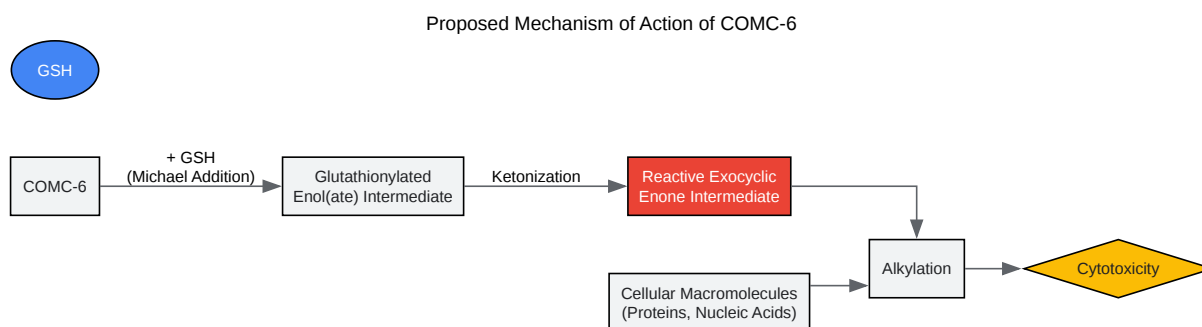 Proposed Mechanism of Action of COMC-6
GSH
+ GSH
(Michael Addition)
COMC-6
Glutathionylated
Enol(ate) Intermediate
Ketonization
Reactive Exocyclic
Enone Intermediate
Alkylation
Cytotoxicity
Cellular Macromolecules
(Proteins, Nucleic Acids)